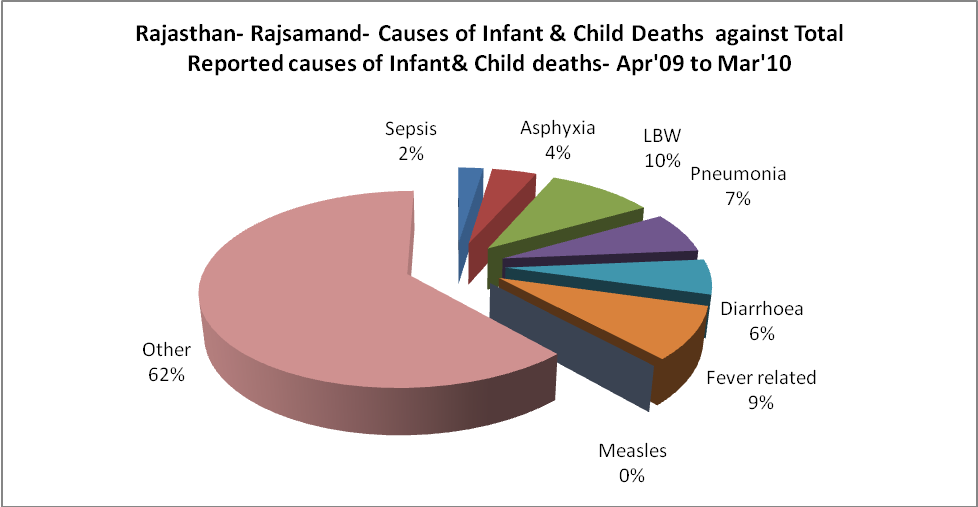 Rajasthan- Rajsamand- Causes of Infant & Child Deaths against Total
Reported causes of Infant& Child deaths- Apr'09 to Mar'10
Sepsis
2%
Asphyxia
4%
LBW
10%
Pneumonia
7%
Diarrhoea
6%
Fever related
9%
Measles
0%
Other
62%